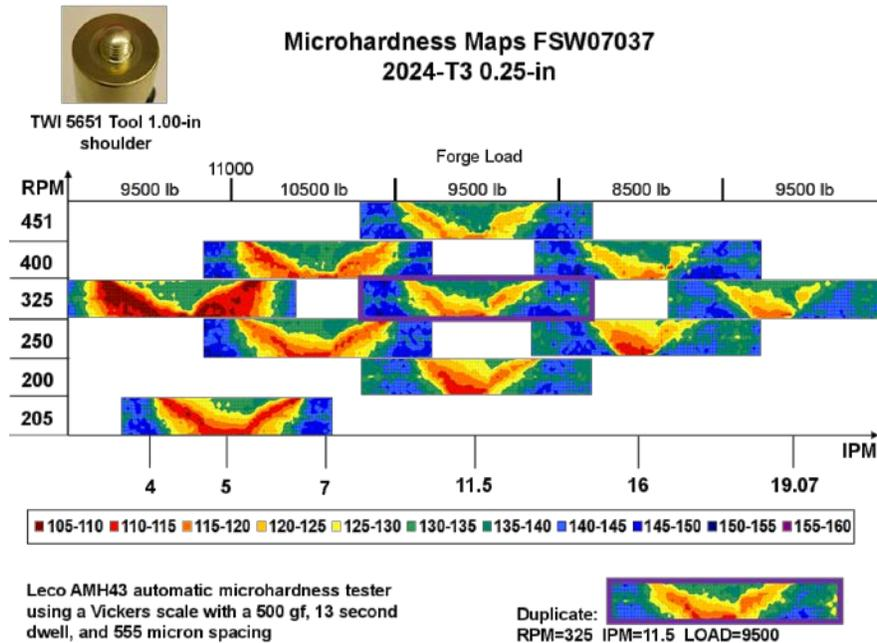 Microhardness Maps FSW07037
2024-T3 0.25-in
TWI 5651 Tool 1.00-in
shoulder
Forge Load
11000
RPM 9500 lb 10500 lb 9500 lb 8500 lb 9500 lb
451
400
325
250
200
205
IPM
4 5 7 11.5 16 19.07
105-110 110-115 115-120 120-125 125-130 130-135 135-140 140-145 145-150 150-155 155-160
Leco AMH43 automatic microhardness tester
using a Vickers scale with a 500 gf, 13 second
dwell, and 555 micron spacing
Duplicate:
RPM=325 IPM=11.5 LOAD=9500